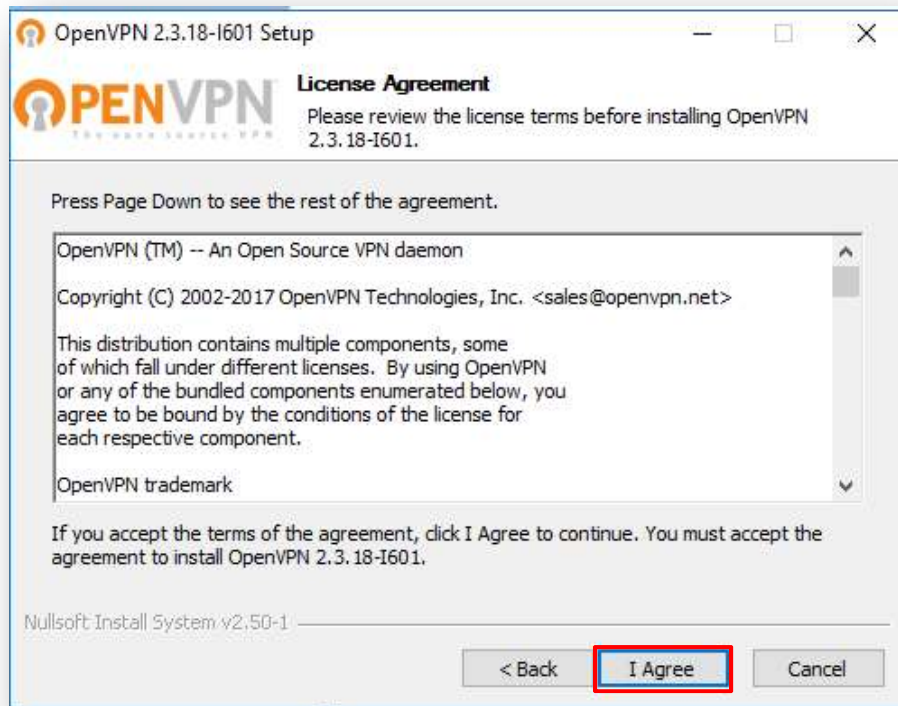 OpenVPN 2.3.18-I601 Setup
OPENVPN
The Open Source VPN
License Agreement
Please review the license terms before installing OpenVPN
2.3.18-I601.
Press Page Down to see the rest of the agreement.
OpenVPN (TM) -- An Open Source VPN daemon
Copyright (C) 2002-2017 OpenVPN Technologies, Inc. <sales@openvpn.net>
This distribution contains multiple components, some
of which fall under different licenses.  By using OpenVPN
or any of the bundled components enumerated below, you
agree to be bound by the conditions of the license for
each respective component.
OpenVPN trademark
If you accept the terms of the agreement, click I Agree to continue. You must accept the
agreement to install OpenVPN 2.3.18-I601.
Nullsoft Install System v2.50-1
< Back
I Agree
Cancel